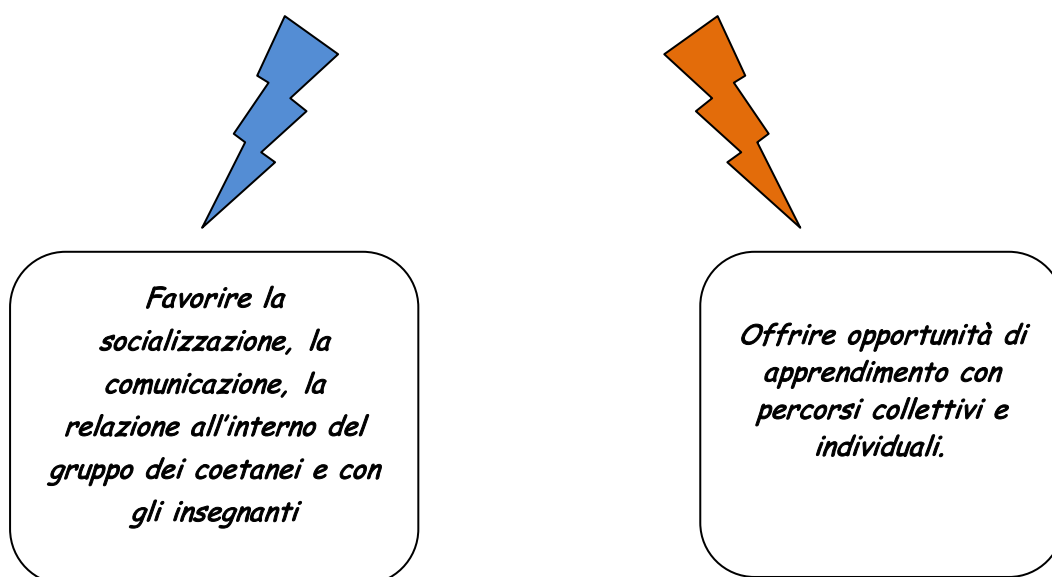 Favorire la
socializzazione, la
comunicazione, la
relazione all’interno del
gruppo dei coetanei e con
gli insegnanti
Offrire opportunità di
apprendimento con
percorsi collettivi e
individuali.